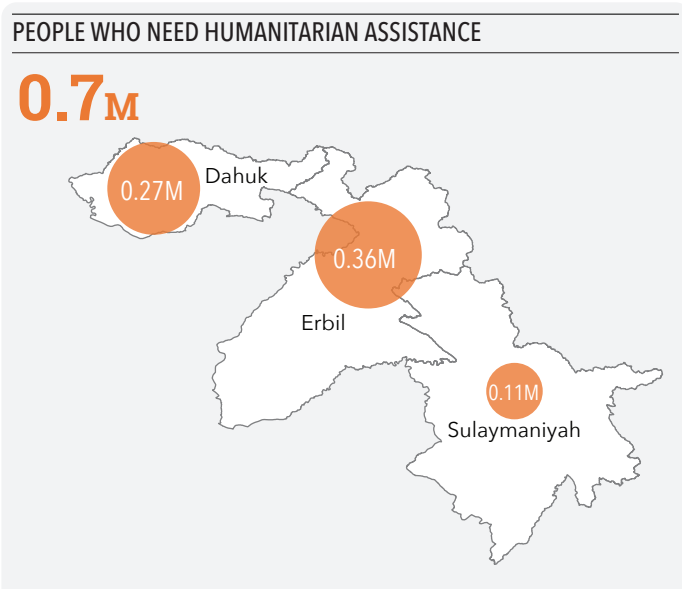 PEOPLE WHO NEED HUMANITARIAN ASSISTANCE
0.7M
Dahuk
0.27M
0.36M
Erbil
0.11M
Sulaymaniyah